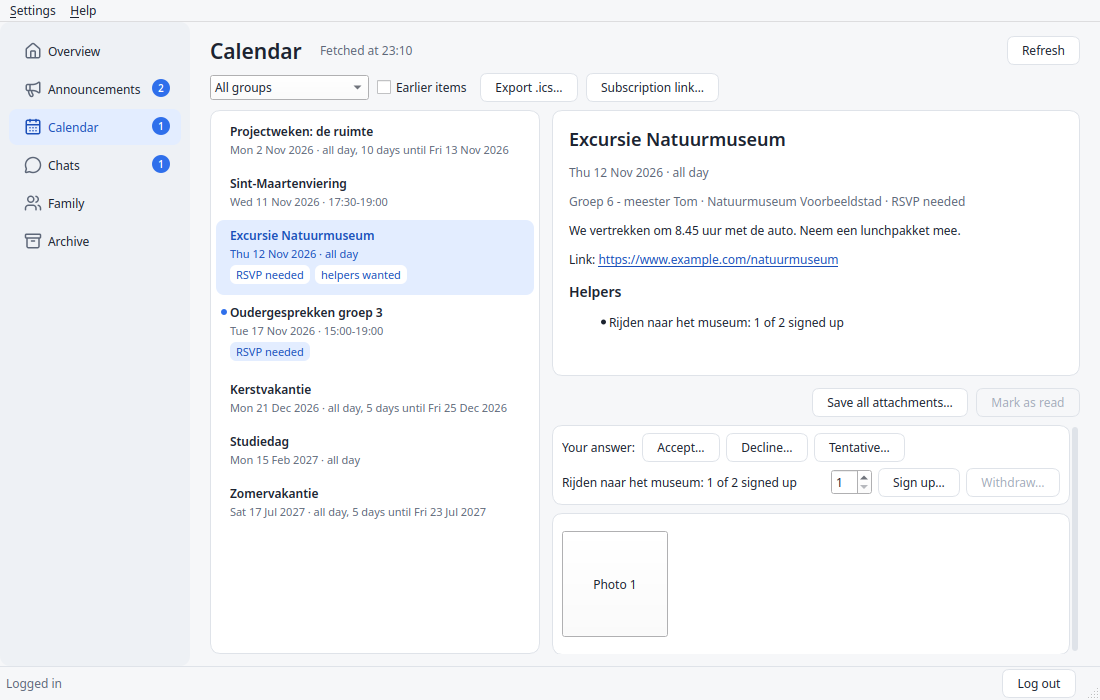 Settings Help
Overview
Announcements 2
Calendar 1
Chats 1
Family
Archive
Calendar Fetched at 23:10 Refresh
All groups Earlier items Export .ics... Subscription link...
Projectweken: de ruimte
Mon 2 Nov 2026 · all day, 10 days until Fri 13 Nov 2026
Sint-Maartenviering
Wed 11 Nov 2026 · 17:30-19:00
Excursie Natuurmuseum
Thu 12 Nov 2026 · all day
RSVP needed helpers wanted
Oudergesprekken groep 3
Tue 17 Nov 2026 · 15:00-19:00
RSVP needed
Kerstvakantie
Mon 21 Dec 2026 · all day, 5 days until Fri 25 Dec 2026
Studiedag
Mon 15 Feb 2027 · all day
Zomervakantie
Sat 17 Jul 2027 · all day, 5 days until Fri 23 Jul 2027
Excursie Natuurmuseum
Thu 12 Nov 2026 · all day
Groep 6 - meester Tom · Natuurmuseum Voorbeeldstad · RSVP needed
We vertrekken om 8.45 uur met de auto. Neem een lunchpakket mee.
Link: https://www.example.com/natuurmuseum
Helpers
• Rijden naar het museum: 1 of 2 signed up
Save all attachments... Mark as read
Your answer: Accept... Decline... Tentative...
Rijden naar het museum: 1 of 2 signed up 1 Sign up... Withdraw...
Photo 1
Logged in Log out